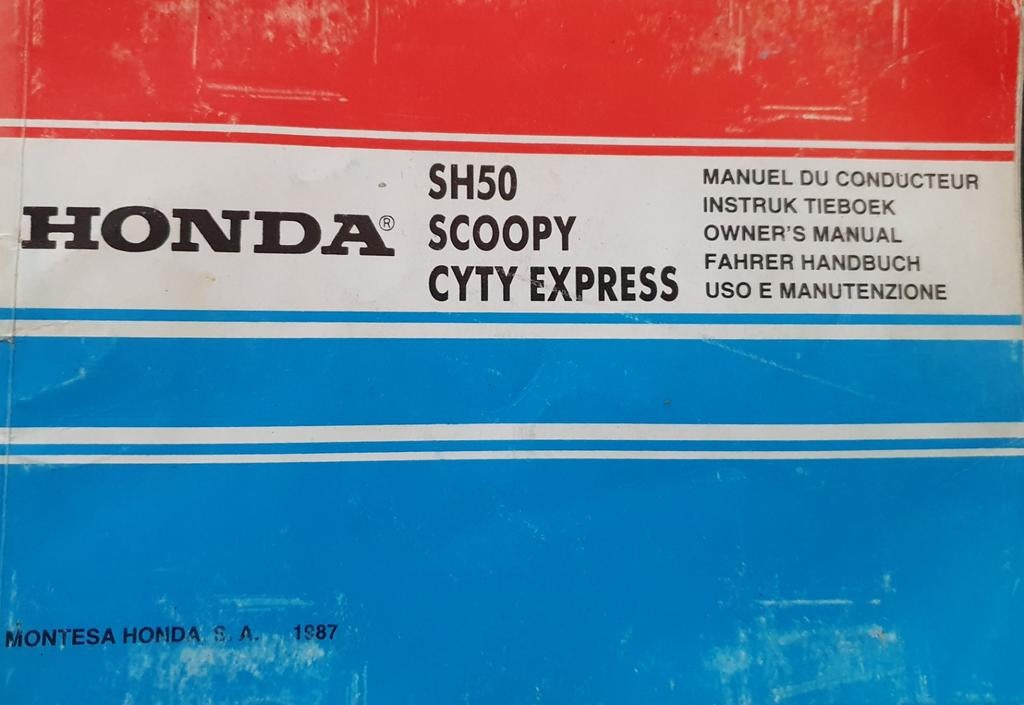 HONDA®
SH50
SCOOPY
CYTY EXPRESS
MANUEL DU CONDUCTEUR
INSTRUK TIEBOEK
OWNER'S MANUAL
FAHRER HANDBUCH
USO E MANUTENZIONE
MONTESA HONDA, S. A. 1987